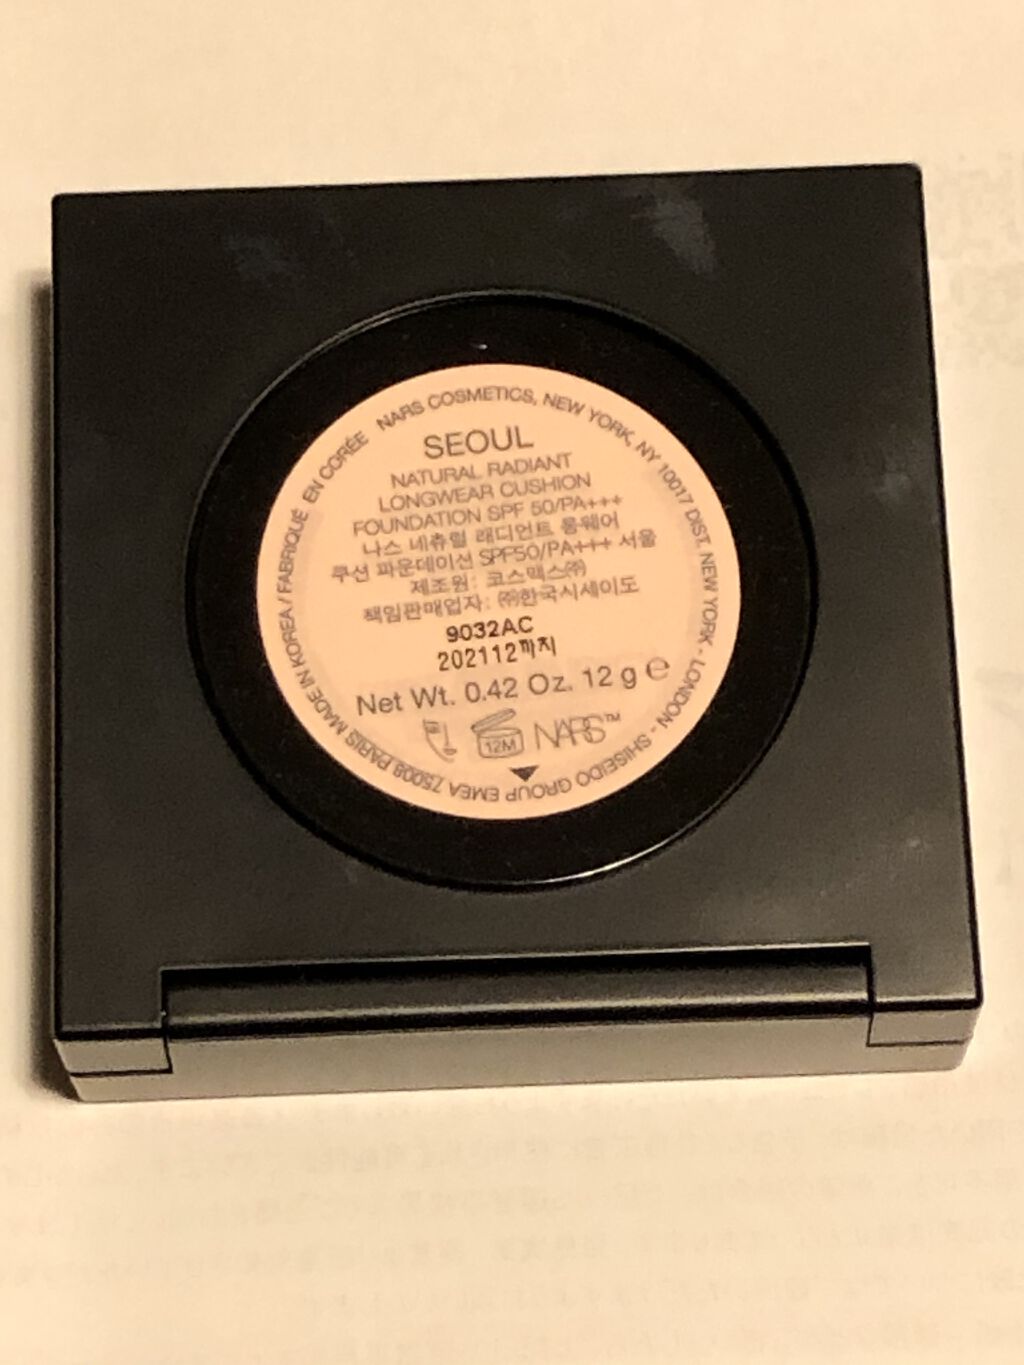 NARS COSMETICS, NEW YORK, NY 10017 DIST. NEW YORK - LONDON - SHISEIDO GROUP EMEA 75008 PARIS MADE IN KOREA / FABRIQUÉ EN CORÉE
SEOUL
NATURAL RADIANT
LONGWEAR CUSHION
FOUNDATION SPF 50/PA+++
나스 네츄럴 래디언트 롱웨어
쿠션 파운데이션 SPF50/PA+++ 서울
제조원: 코스맥스㈜
책임판매업자: ㈜한국시세이도
9032AC
202112까지
Net Wt. 0.42 Oz. 12 g ℮
12M NARS™